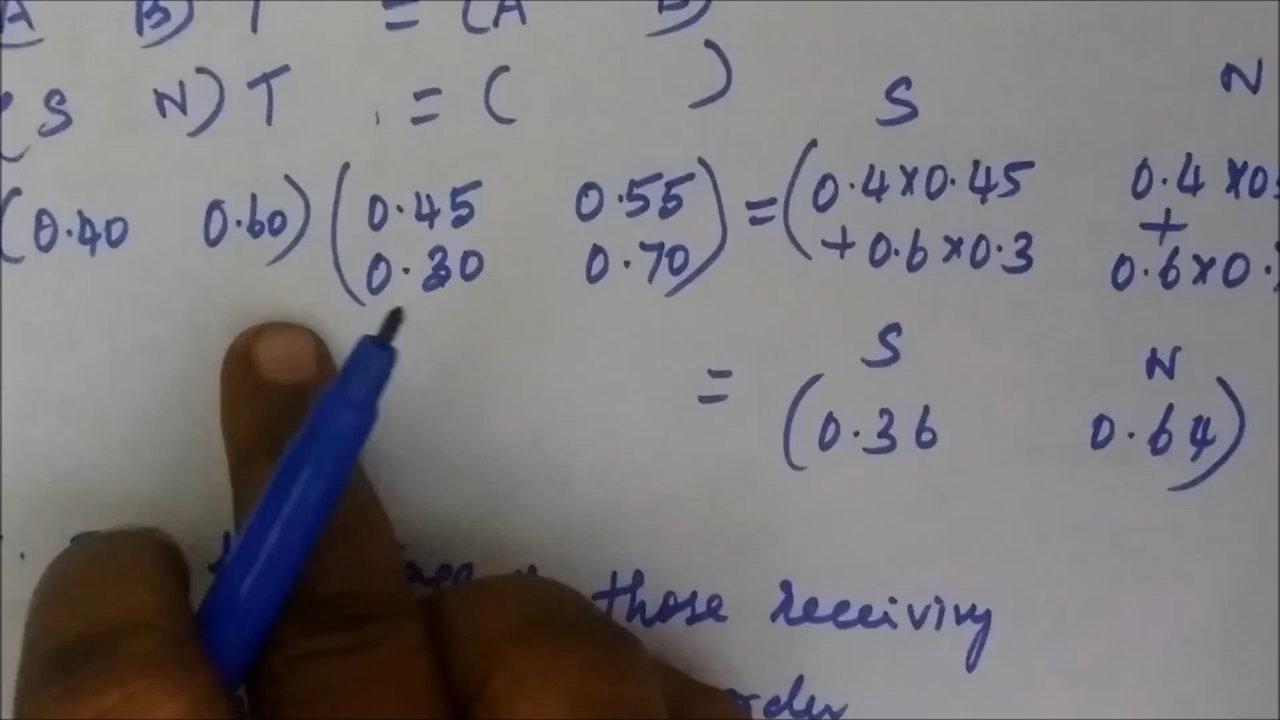 A B) T = (A B)
(S N) T = ( ) S N
(0.40 0.60) (0.45 0.55) = (0.4×0.45 0.4×0.
0.30 0.70 +0.6×0.3 + 0.6×0.
S N
= (0.36 0.64)
those receiving
order